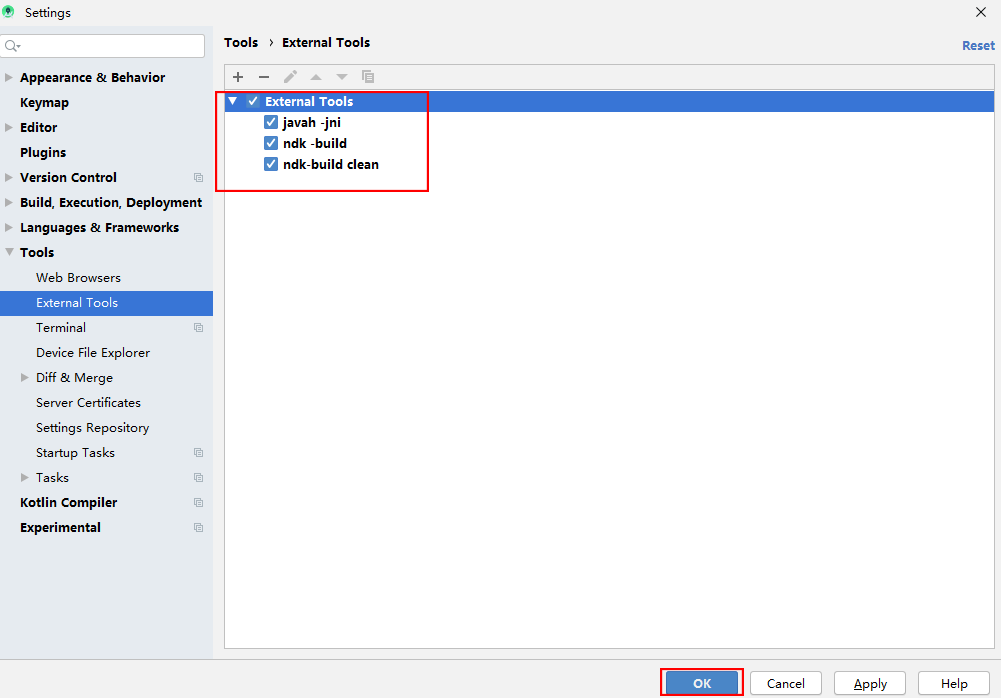 Settings
Tools › External Tools
Reset
Appearance & Behavior
Keymap
Editor
Plugins
Version Control
Build, Execution, Deployment
Languages & Frameworks
Tools
Web Browsers
External Tools
Terminal
Device File Explorer
Diff & Merge
Server Certificates
Settings Repository
Startup Tasks
Tasks
Kotlin Compiler
Experimental
External Tools
javah -jni
ndk -build
ndk-build clean
OK
Cancel
Apply
Help